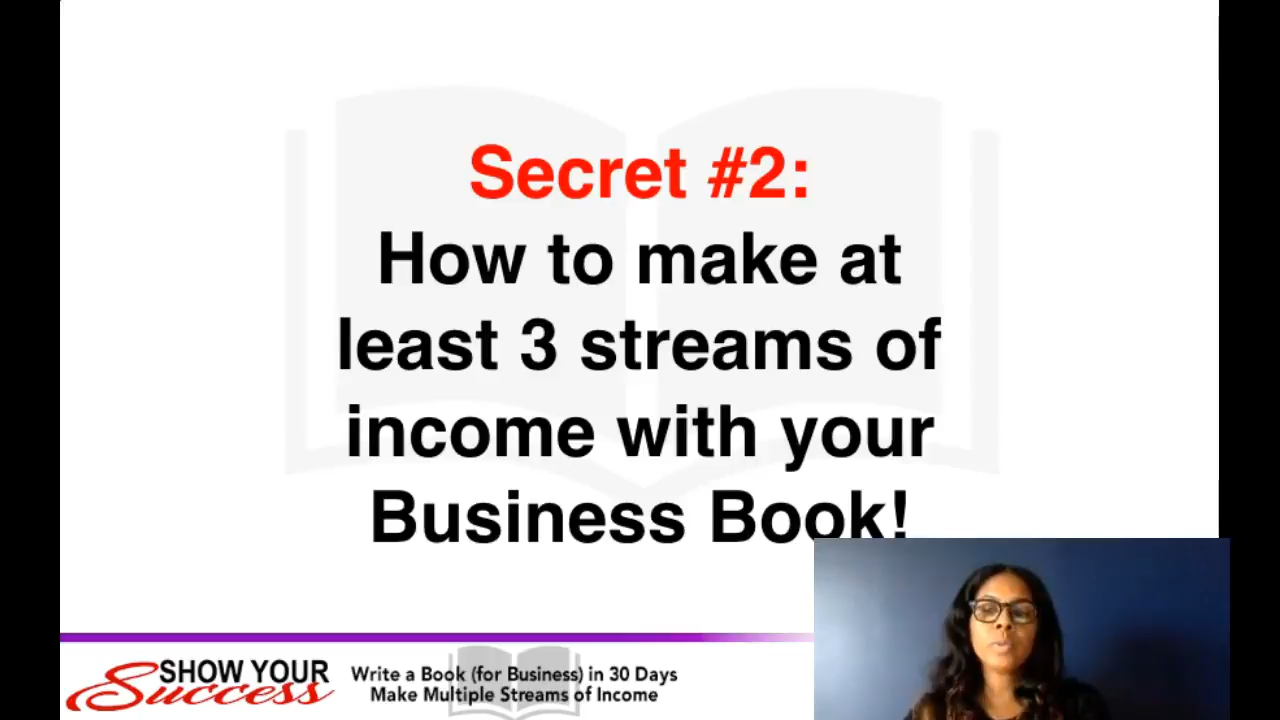 Secret #2:
How to make at
least 3 streams of
income with your
Business Book!
SHOW YOUR
Success
Write a Book (for Business) in 30 Days
Make Multiple Streams of Income